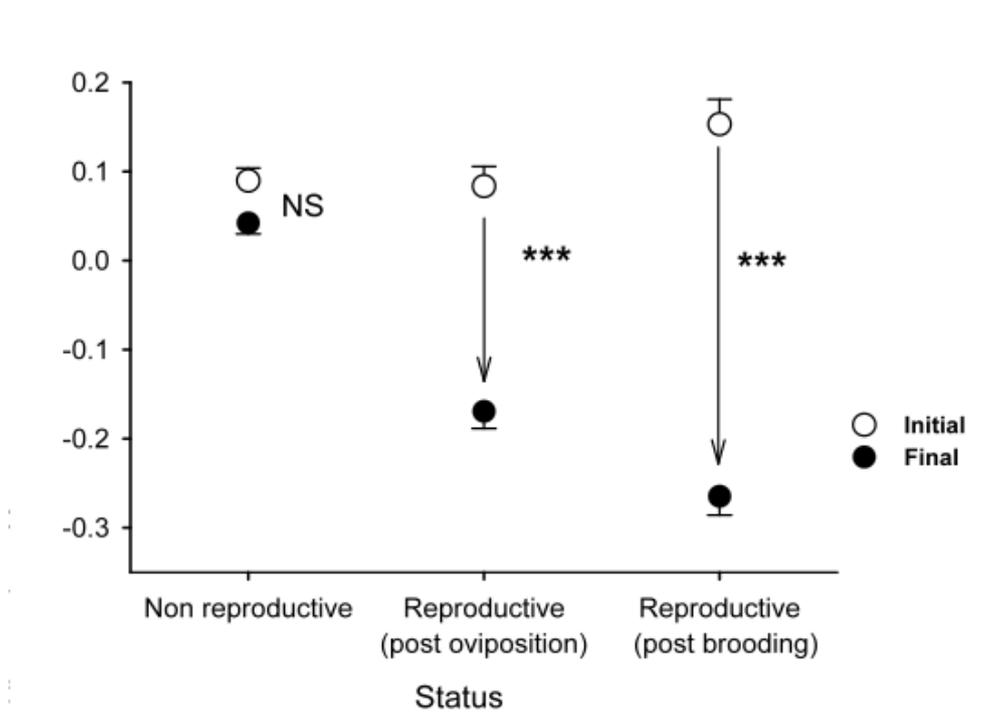 0.2
0.1
0.0
-0.1
-0.2
-0.3
NS
***
***
Initial
Final
Non reproductive
Reproductive
(post oviposition)
Reproductive
(post brooding)
Status